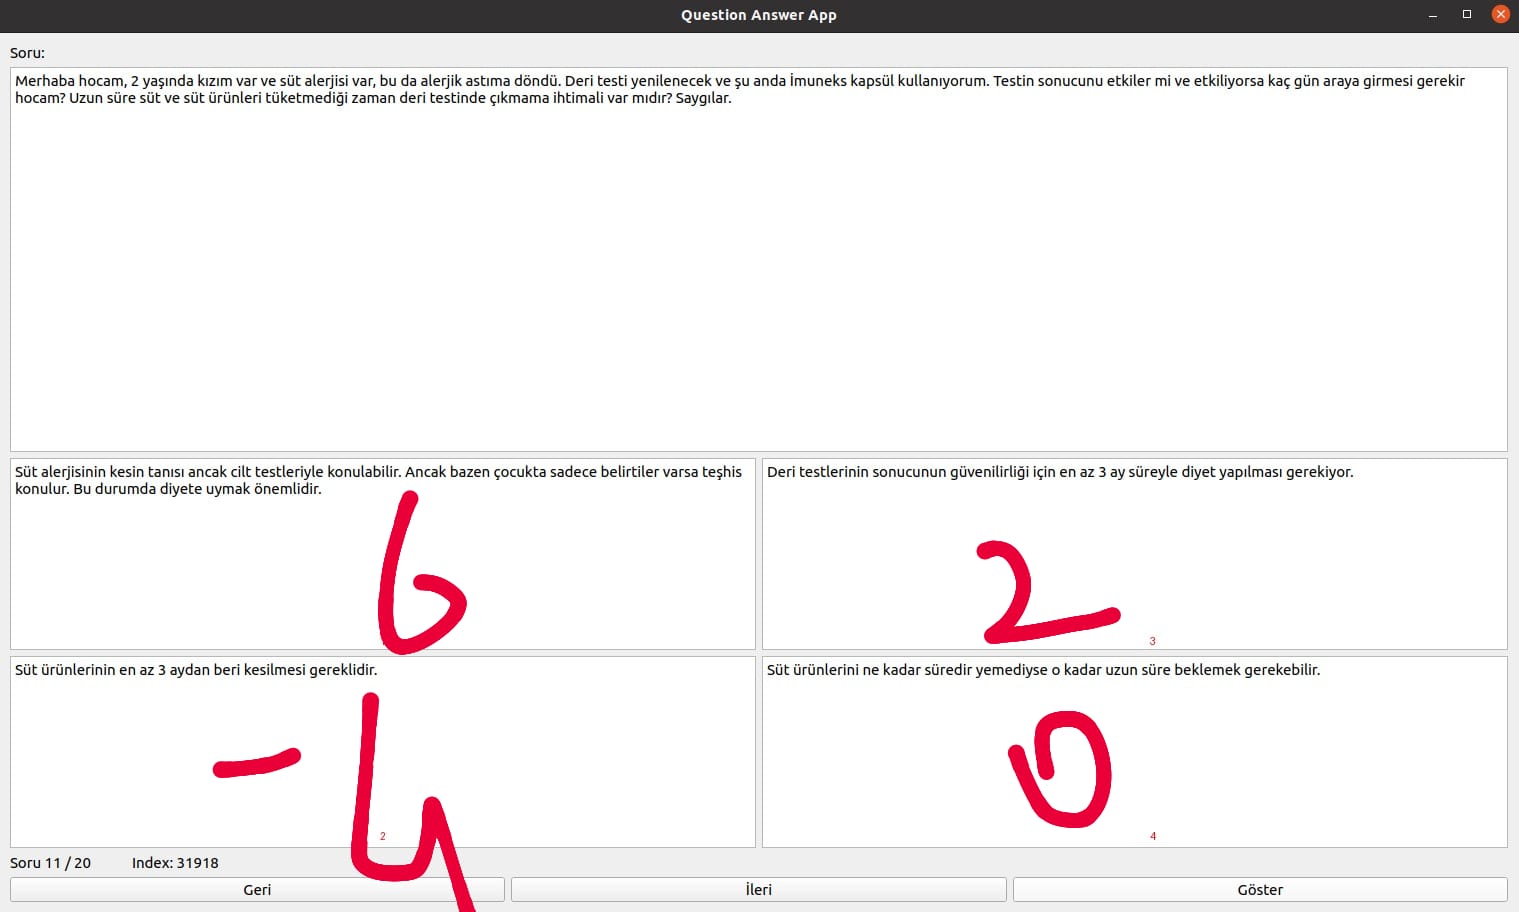 Question Answer App
Soru:
Merhaba hocam, 2 yaşında kızım var ve süt alerjisi var, bu da alerjik astıma döndü. Deri testi yenilenecek ve şu anda İmuneks kapsül kullanıyorum. Testin sonucunu etkiler mi ve etkiliyorsa kaç gün araya girmesi gerekir
hocam? Uzun süre süt ve süt ürünleri tüketmediği zaman deri testinde çıkmama ihtimali var mıdır? Saygılar.
Süt alerjisinin kesin tanısı ancak cilt testleriyle konulabilir. Ancak bazen çocukta sadece belirtiler varsa teşhis
konulur. Bu durumda diyete uymak önemlidir.
6
Deri testlerinin sonucunun güvenilirliği için en az 3 ay süreyle diyet yapılması gerekiyor.
2
3
Süt ürünlerinin en az 3 aydan beri kesilmesi gereklidir.
-4
2
Süt ürünlerini ne kadar süredir yemediyse o kadar uzun süre beklemek gerekebilir.
0
4
Soru 11 / 20 Index: 31918
Geri İleri Göster